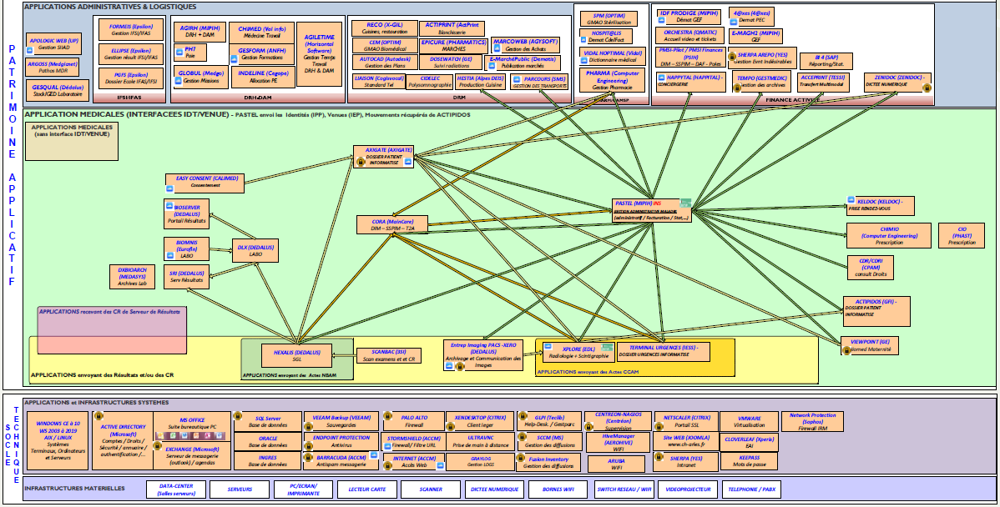 PATRIMOINE APPLICATIF
APPLICATIONS ADMINISTRATIVES & LOGISTIQUES
APOLOGIC WEB (UP)
Gestion SIAD
ARGOSS (Medgianet)
Pathos MDR
GESQUAL (Dédalus)
Stock/GED Laboratoire
FORMEIS (Epsilon)
Gestion IFSI/IFAS
ELLIPSE (Epsilon)
Gestion résult IFSI/IFAS
PGFS (Epsilon)
Dossier Ecole IFAS/IFSI
IFSI/IFAS
AGIRH (MIPIH)
DRH + DAM
PH7
Paie
GLOBUL (Medgo)
Gestion Missions
CHIMED (Val info)
Médecine Travail
GESFORM (ANFH)
Gestion Formations
INDELINE (Cegape)
Allocation PE
AGILETIME
(Horizontal
Software)
Gestion Temps
Travail
DRH & DAM
DRH+DAM
RECO (X-GIL)
Cuisines, restauration
CEM (OPTIM)
GMAO Biomédical
AUTOCAD (Autodesk)
Gestion des Plans
LIAISON (Cogisvocal)
Standard Tel
ACTIPRINT (ActPrint)
Blanchisserie
EPICURE (PHARMATICS)
MARCHES
DOSEWATCH (GE)
Suivi radiations
CIDELEC
Polysomnographie
HESTIA (Alpes DEIS)
Production Cuisine
MARCOWEB (AGYSOFT)
Gestion des Achats
E-MarchéPublic (Dematis)
Publication marchés
PARCOURS (SMS)
GESTION DES TRANSPORTS
DRM
SPM (OPTIM)
GMAO Stérilisation
HOSPIT@LIS
Démat Cde/Fact
VIDAL HOPTIMAL (Vidal)
Dictionnaire médical
PHARMA (Computer
Engineering)
Gestion Pharmacie
IDF PRODIGE (MIPIH)
Démat GEF
ORCHESTRA (QMATIC)
Accueil video et tickets
PMSI-Pilot / PMSI Finances
(PSIH)
DIM – SSPIM – DAF - Poles
HAPPYTAL (HAPPITAL) -
CONCIERGERIE
4@xes (4@xes)
Demat PEC
E-MAGH2 (MIPIH)
GEF
SHERPA AREPO (YES)
Gestion Evnt Indésirables
TEMPO (GESTMEDIC)
Gestion des archives
BI 4 (SAP)
Réporting/Stat.
ACCEPRINT (TESSI)
Transfert Multimodal
ZENIDOC (ZENIDOC) -
DICTEE NUMERIQUE
FINANCE ACTIVITE
APPLICATION MEDICALES (INTERFACEES IDT/VENUE) - PASTEL envoi les Identités (IPP), Venues (IEP), Mouvements récupérés de ACTIPIDOS
APPLICATIONS MEDICALES
(sans interface IDT/VENUE)
AXIGATE (AXIGATE)
DOSSIER PATIENT
INFORMATISE
EASY CONSENT (CALIMED)
Consentement
BIOSERVER
(DEDALUS)
Portail Résultats
BIOMNIS
(Eurofin)
LABO
DLX (DEDALUS)
LABO
DXBIOARCH
(MEDASYS)
Archives Lab
SRI (DEDALUS)
Serv Résultats
CORA (MainCare)
DIM – SSPIM – T2A
PASTEL (MIPIH) INS
GESTION ADMINISTRATIVE MALADE
(administratif / Facturation / Stat,...)
KELDOC (KELDOC) -
PRISE RENDEZ-VOUS
CHIMIO
(Computer Engineering)
Prescription
CIO
(PHAST)
Prescription
CDR/CDRI
(CPAM)
consult Droits
ACTIPIDOS (GFI) -
DOSSIER PATIENT
INFORMATISE
VIEWPOINT (GE)
APPLICATIONS recevant des CR de Serveur de Résultats
HEXALIS (DEDALUS)
SGL
APPLICATIONS envoyant des Actes NBAM
SCANBAC (3SI)
Scan examens et et CR
Entrep Imaging PACS -XERO
(DEDALUS)
Archivage et Communication des
Images
XPLORE (EDL)
Radiologie + Scintigraphie
TERMINAL URGENCES (IESS) -
DOSSIER URGENCES INFORMATISE
APPLICATIONS envoyant des Actes CCAM
APPLICATIONS envoyant des Résultats et/ou des CR
SOCLE TECHNIQUE
APPLICATIONS et INFRASTRUCTURES SYSTEMES
WINDOWS CE à 10
WS 2003 à 2019
AIX / LINUX
Systèmes
Terminaux, Ordinateurs
et Serveurs
ACTIVE DIRECTORY
(Microsoft)
Comptes / Droits /
Sécurité / annuaire /
authentification /...
MS OFFICE
Suite bureautique PC
EXCHANGE (Microsoft)
Serveur de messagerie
(outlook) / agendas
SQL Server
Base de données
ORACLE
Base de données
INGRES
Base de données
VEEAM Backup (VEEAM)
Sauvegardes
ENDPOINT PROTECTION
Antivirus
BARRACUDA (ACCM)
Antispam messagerie
PALO ALTO
Firewall
STORMSHIELD (ACCM)
Firewall/ Filtre URL
INTERNET (ACCM)
Accès Web
XENDESKTOP (CITRIX)
Client leger
ULTRAVNC
Prise de main à distance
GRAYLOG
Gestion LOGS
GLPI (Teclib)
Help-Desk. / Gestparc
SCCM (MS)
Gestion des diffusions
Fusion Inventory
Gestion des diffusions
CENTREON-NAGIOS
(Centréon)
Supervision
HiveManager
(AEROHIVE)
WIFI
ARUBA
WIFI
NETSCALER (CITRIX)
Portail SSL
Site WEB (JOOMLA)
www.ch-arles.fr
SHERPA (YES)
Intranet
VMWARE
Virtualisation
CLOVERLEAF (Xperis)
EAI
KEEPASS
Mots de passe
Network Protection
(Sophos)
Firewall IRM
INFRASTRUCTURES MATERIELLES
DATA-CENTER
(Salles serveurs)
SERVEURS
PC/ECRAN/
IMPRIMANTE
LECTEUR CARTE
SCANNER
DICTEE NUMERIQUE
BORNES WIFI
SWITCH RESEAU / WIFI
VIDEOPROJECTEUR
TELEPHONIE / PABX